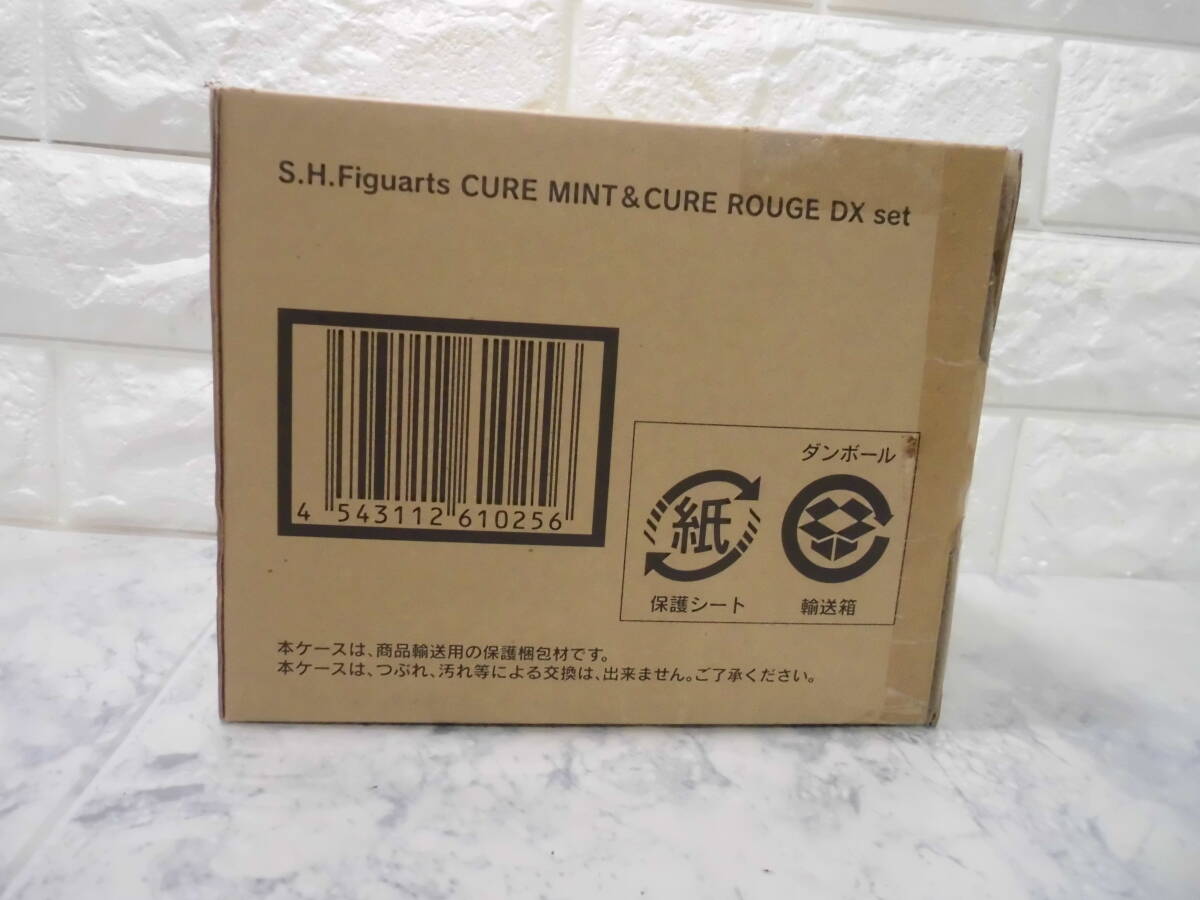 S.H.Figuarts CURE MINT & CURE ROUGE DX set
4 543112 610256
ダンボール
紙
保護シート 輸送箱
本ケースは、商品輸送用の保護梱包材です。
本ケースは、つぶれ、汚れ等による交換は、出来ません。ご了承ください。